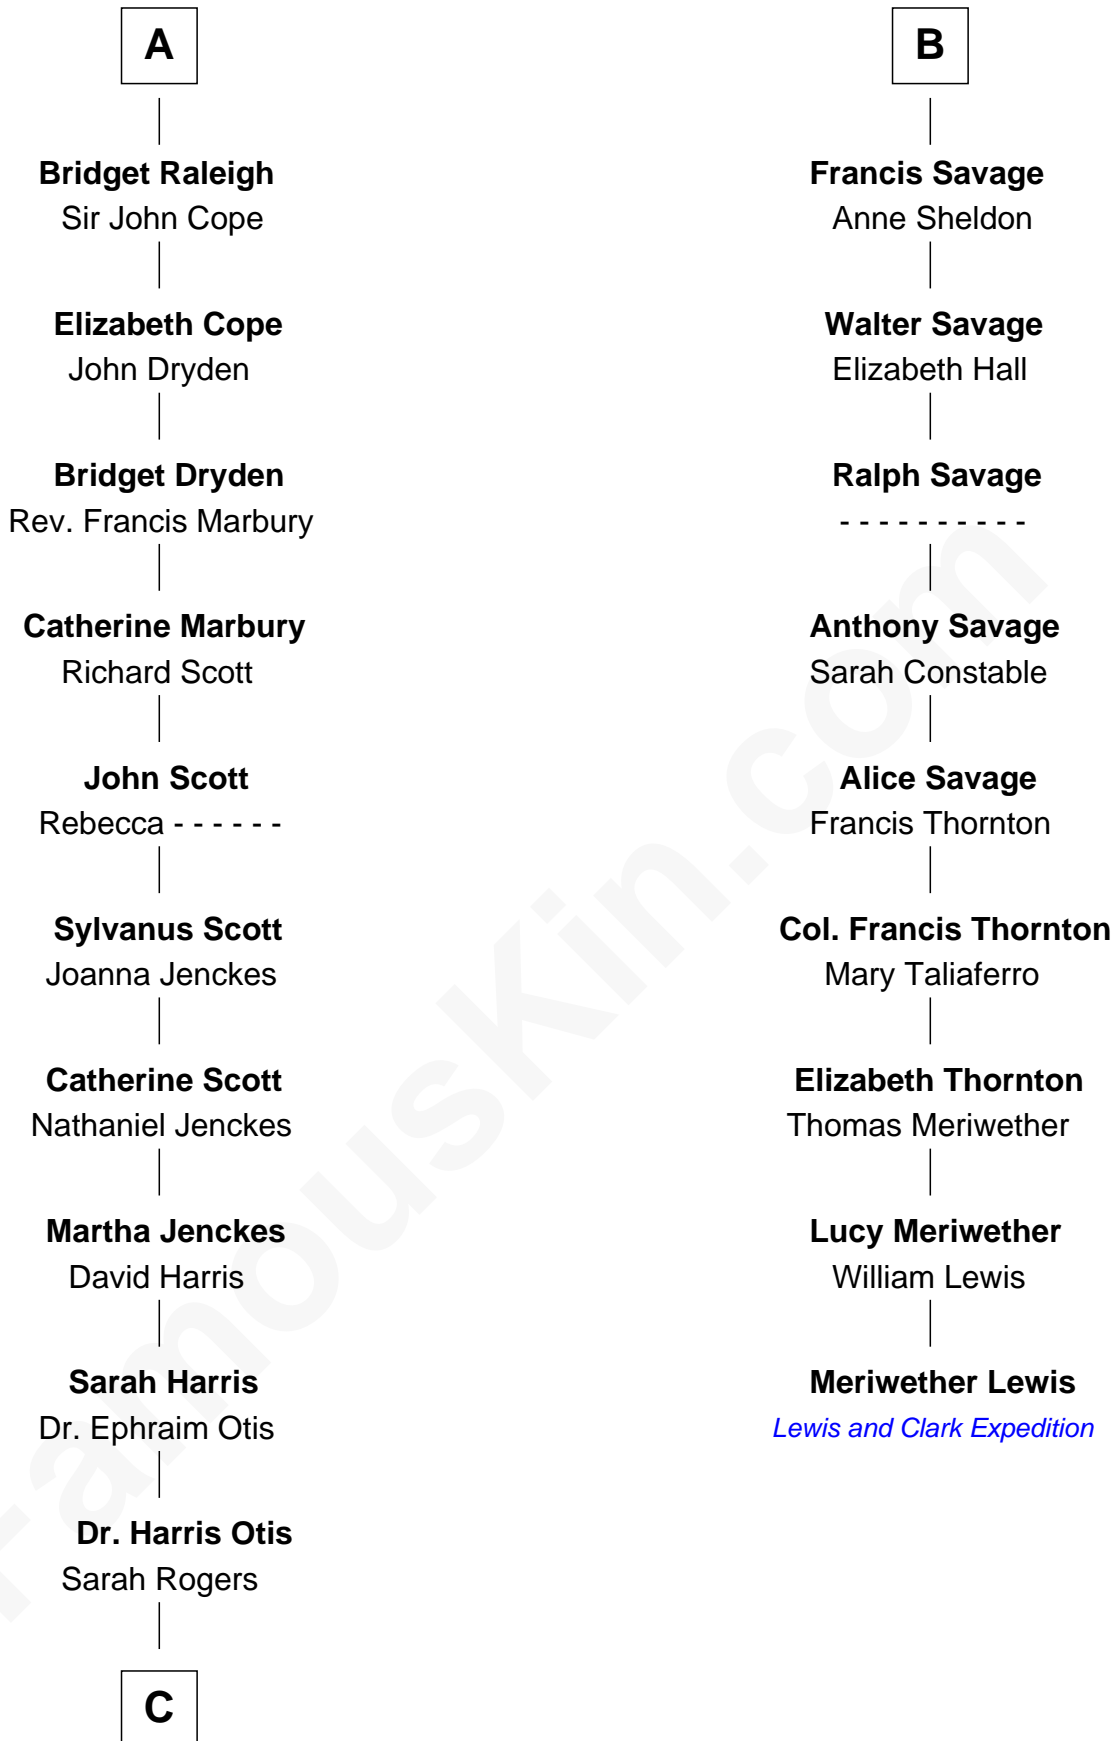 A
Bridget Raleigh
Sir John Cope
Elizabeth Cope
John Dryden
Bridget Dryden
Rev. Francis Marbury
Catherine Marbury
Richard Scott
John Scott
Rebecca - - - - - -
Sylvanus Scott
Joanna Jenckes
Catherine Scott
Nathaniel Jenckes
Martha Jenckes
David Harris
Sarah Harris
Dr. Ephraim Otis
Dr. Harris Otis
Sarah Rogers
C
B
Francis Savage
Anne Sheldon
Walter Savage
Elizabeth Hall
Ralph Savage
- - - - - - - - - -
Anthony Savage
Sarah Constable
Alice Savage
Francis Thornton
Col. Francis Thornton
Mary Taliaferro
Elizabeth Thornton
Thomas Meriwether
Lucy Meriwether
William Lewis
Meriwether Lewis
Lewis and Clark Expedition
FamousKin.com